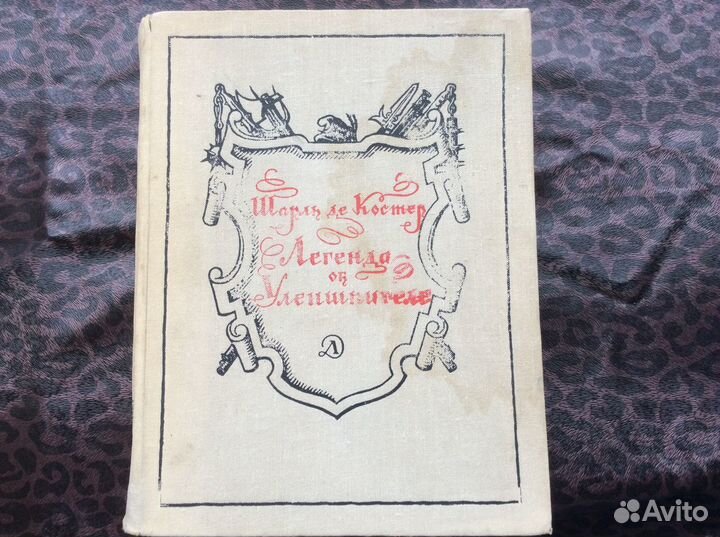 Шарль де Костер
Легенда
об
Уленшпигеле
Д
Avito